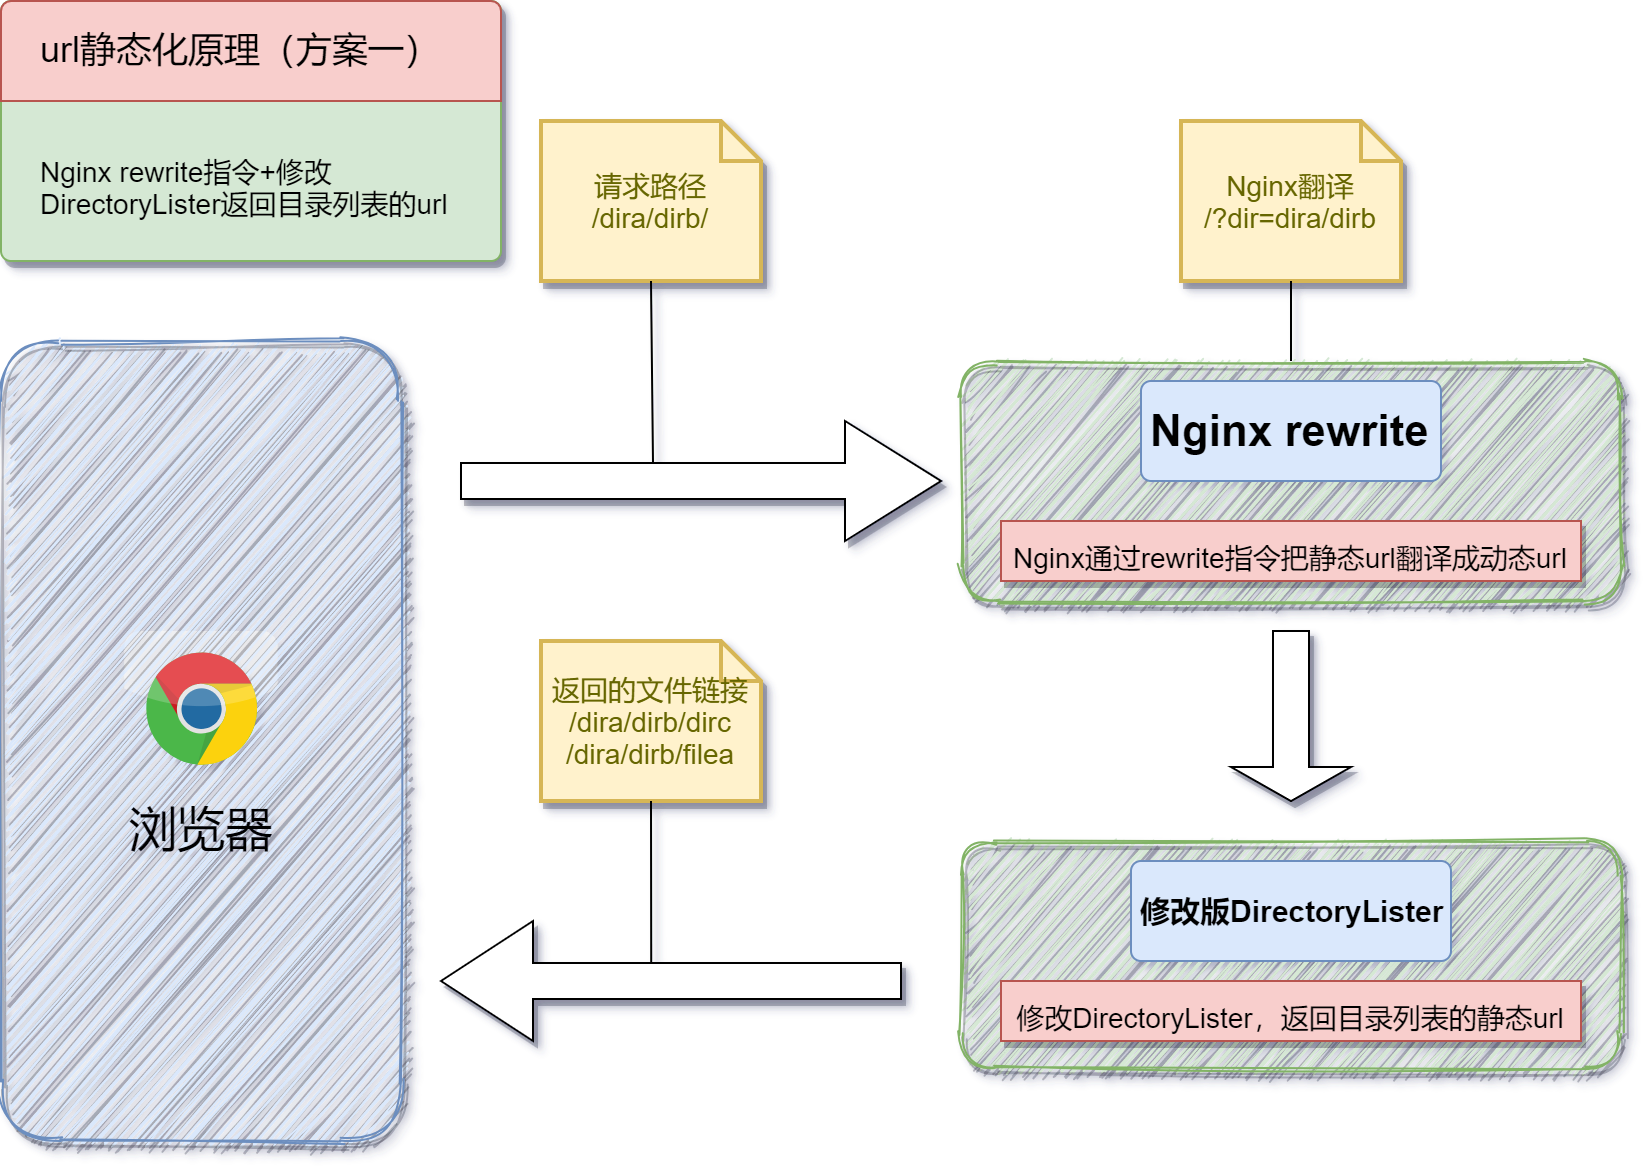 url静态化原理（方案一）
Nginx rewrite指令+修改
DirectoryLister返回目录列表的url
请求路径
/dira/dirb/
Nginx翻译
/?dir=dira/dirb
Nginx rewrite
Nginx通过rewrite指令把静态url翻译成动态url
返回的文件链接
/dira/dirb/dirc
/dira/dirb/filea
浏览器
修改版DirectoryLister
修改DirectoryLister，返回目录列表的静态url